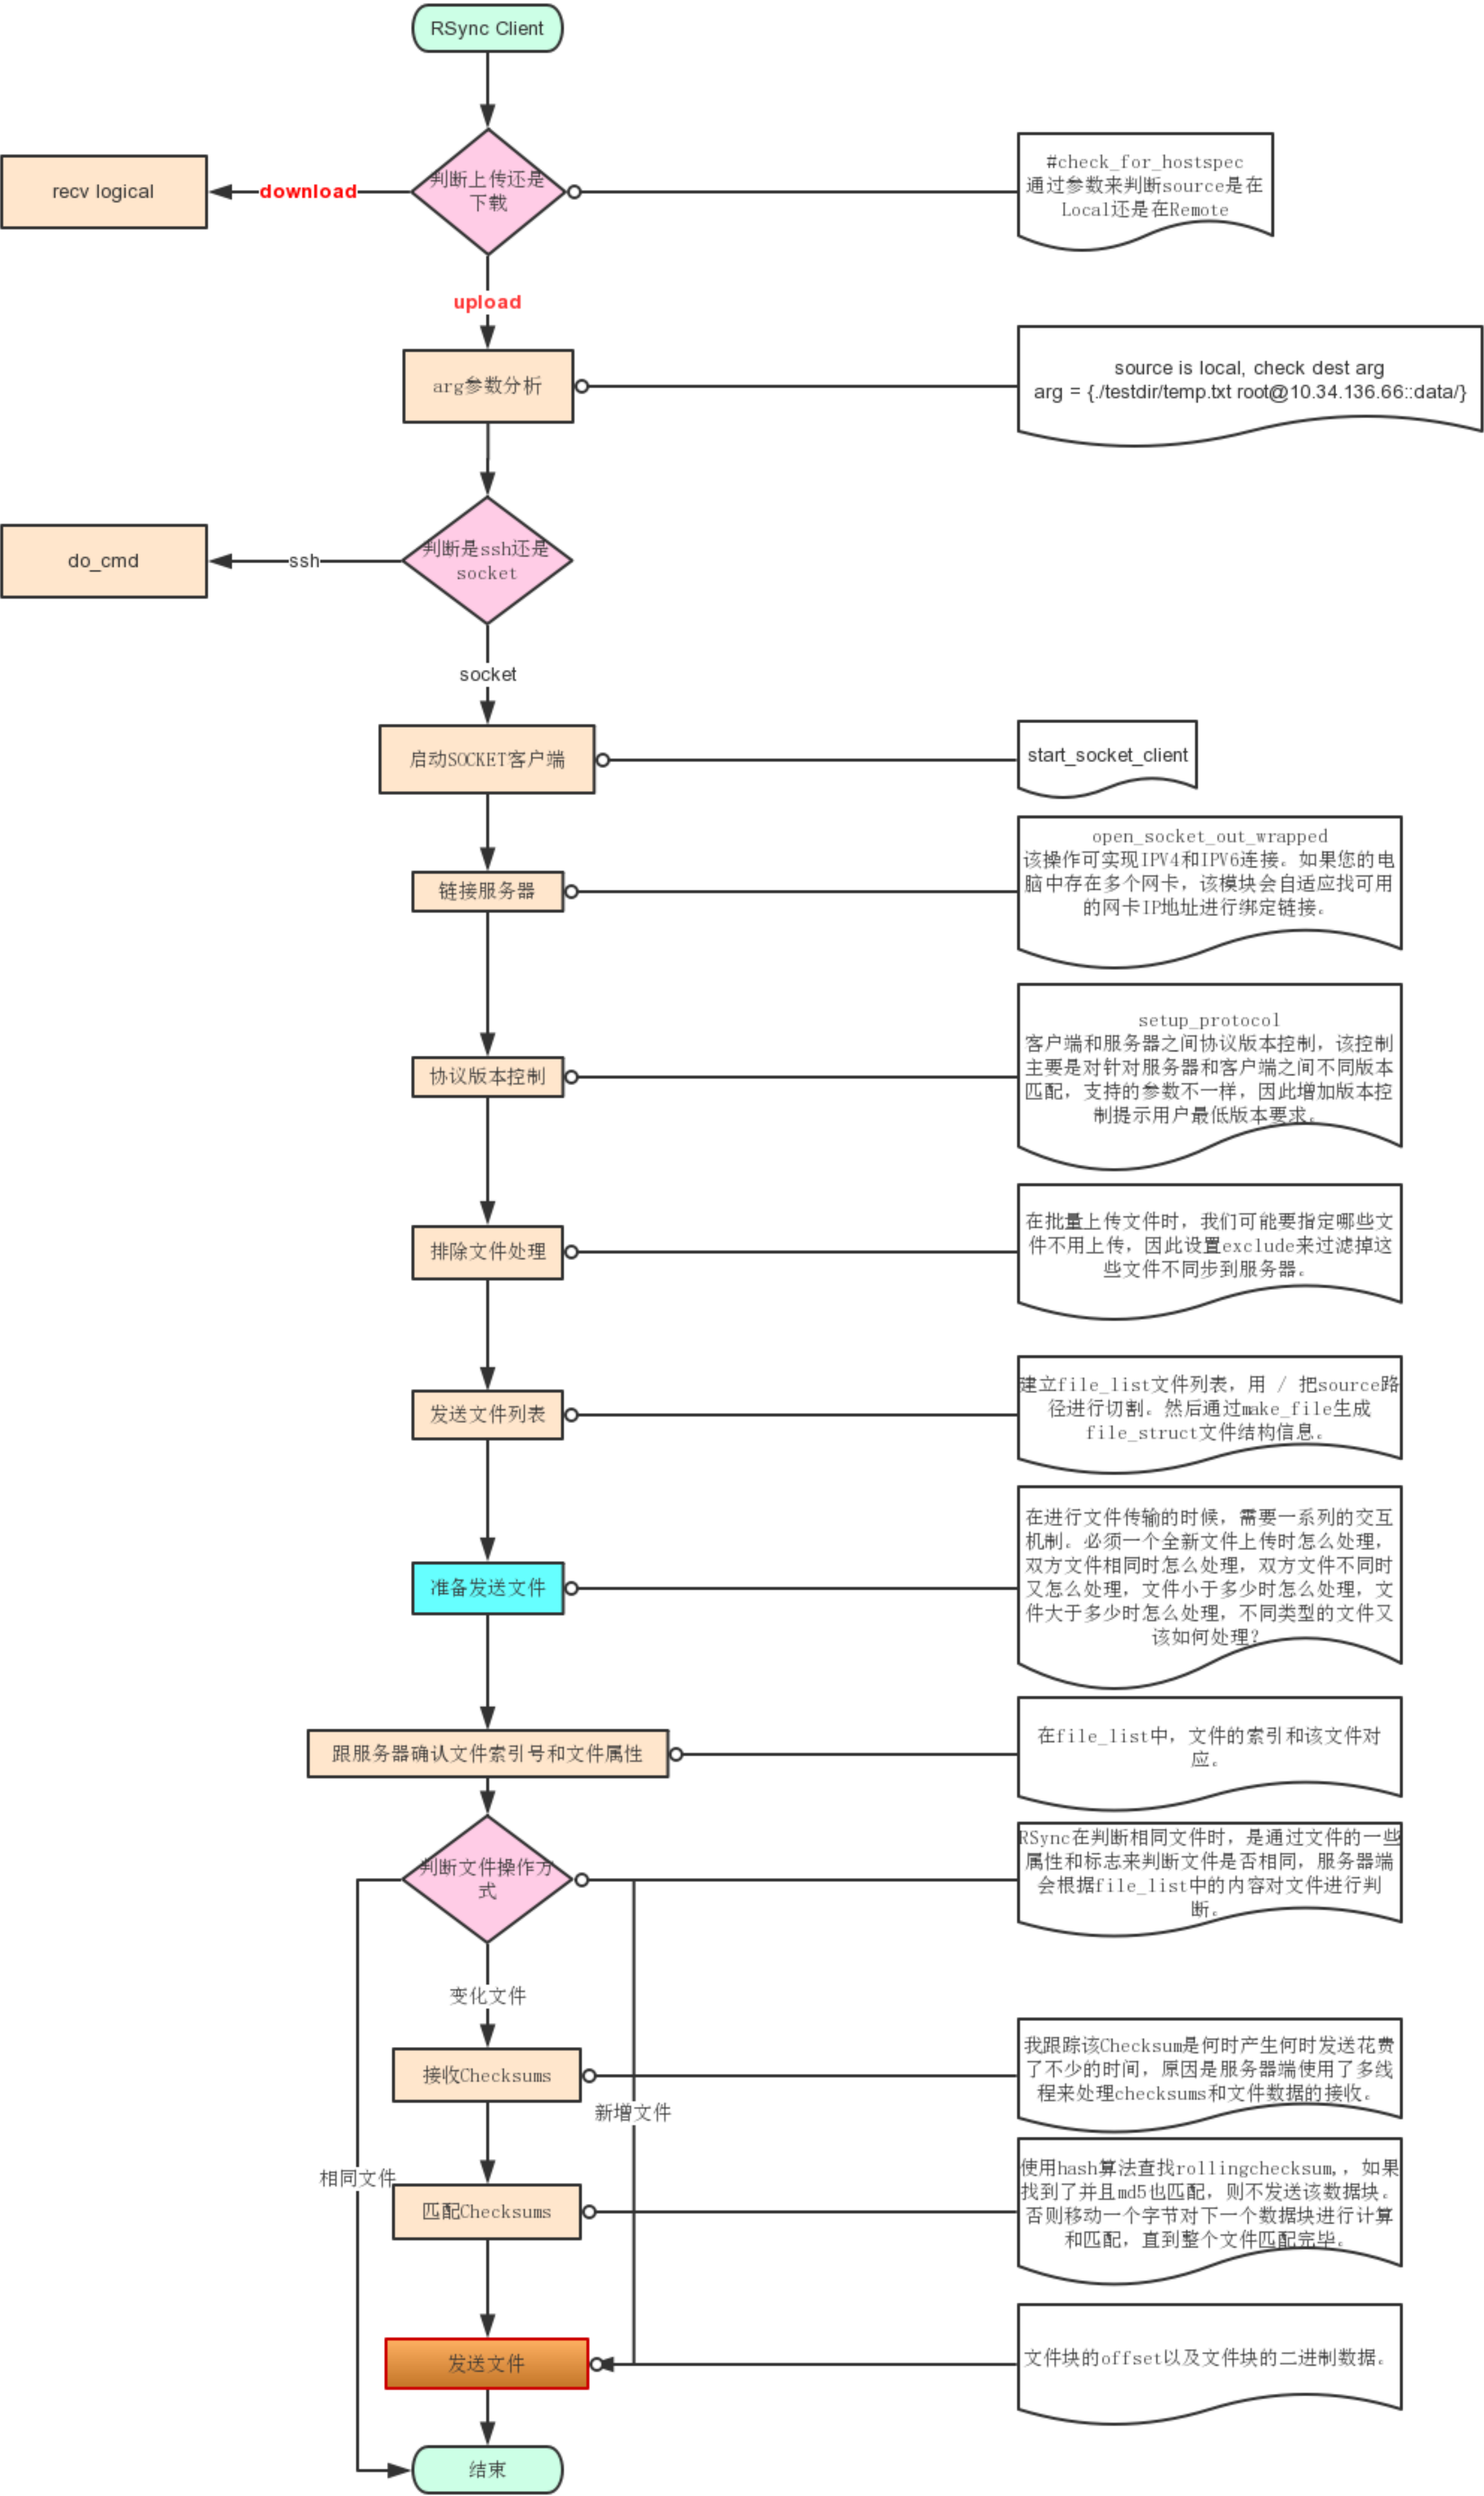 RSync Client
判断上传还是
下载
download
recv logical
#check_for_hostspec
通过参数来判断source是在
Local还是在Remote
upload
arg参数分析
source is local, check dest arg
arg = {./testdir/temp.txt root@10.34.136.66::data/}
判断是ssh还是
socket
ssh
do_cmd
socket
启动SOCKET客户端
start_socket_client
链接服务器
open_socket_out_wrapped
该操作可实现IPV4和IPV6连接。如果您的电
脑中存在多个网卡，该模块会自适应找可用
的网卡IP地址进行绑定链接。
协议版本控制
setup_protocol
客户端和服务器之间协议版本控制，该控制
主要是对针对服务器和客户端之间不同版本
匹配，支持的参数不一样，因此增加版本控
制提示用户最低版本要求。
排除文件处理
在批量上传文件时，我们可能要指定哪些文
件不用上传，因此设置exclude来过滤掉这
些文件不同步到服务器。
发送文件列表
建立file_list文件列表，用 / 把source路
径进行切割。然后通过make_file生成
file_struct文件结构信息。
准备发送文件
在进行文件传输的时候，需要一系列的交互
机制。必须一个全新文件上传时怎么处理，
双方文件相同时怎么处理，双方文件不同时
又怎么处理，文件小于多少时怎么处理，文
件大于多少时怎么处理，不同类型的文件又
该如何处理？
跟服务器确认文件索引号和文件属性
在file_list中，文件的索引和该文件对
应。
判断文件操作方
式
RSync在判断相同文件时，是通过文件的一些
属性和标志来判断文件是否相同，服务器端
会根据file_list中的内容对文件进行判
断。
变化文件
接收Checksums
我跟踪该Checksum是何时产生何时发送花费
了不少的时间，原因是服务器端使用了多线
程来处理checksums和文件数据的接收。
新增文件
相同文件
匹配Checksums
使用hash算法查找rollingchecksum,，如果
找到了并且md5也匹配，则不发送该数据块。
否则移动一个字节对下一个数据块进行计算
和匹配，直到整个文件匹配完毕。
发送文件
文件块的offset以及文件块的二进制数据。
结束